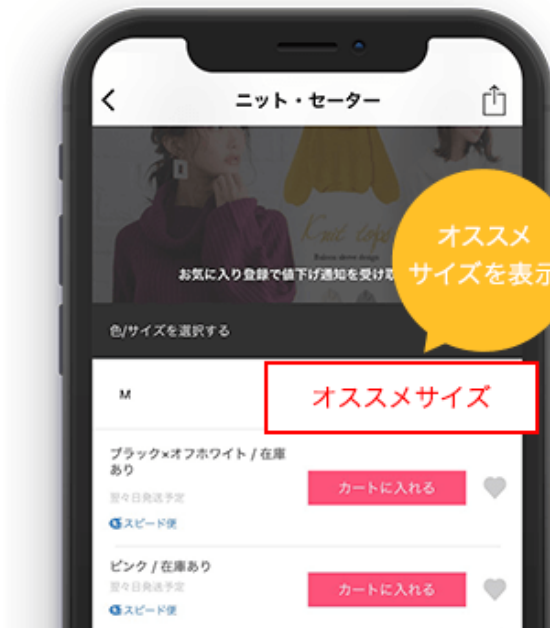 ニット・セーター
Knit tops
お気に入り登録で値下げ通知を受け取
オススメ
サイズを表示
色/サイズを選択する
M
オススメサイズ
ブラック×オフホワイト / 在庫
あり
カートに入れる
翌々日発送予定
スピード便
ピンク / 在庫あり
翌々日発送予定
カートに入れる
スピード便